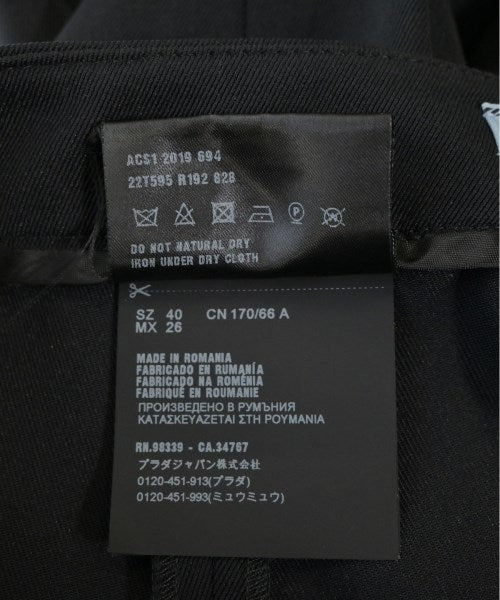 ACS1 2019 694
22T595 R192 828
P
DO NOT NATURAL DRY
IRON UNDER DRY CLOTH
SZ 40 CN 170/66 A
MX 26
MADE IN ROMANIA
FABRICADO EN RUMANÍA
FABRICADO NA ROMÉNIA
FABRIQUÉ EN ROUMANIE
ПРОИЗВЕДЕНО В РУМЪНИЯ
ΚΑΤΑΣΚΕΥΑΖΕΤΑΙ ΣΤΗ ΡΟΥΜΑΝΙΑ
RN.98339 - CA.34767
プラダジャパン株式会社
0120-451-913(プラダ)
0120-451-993(ミュウミュウ)